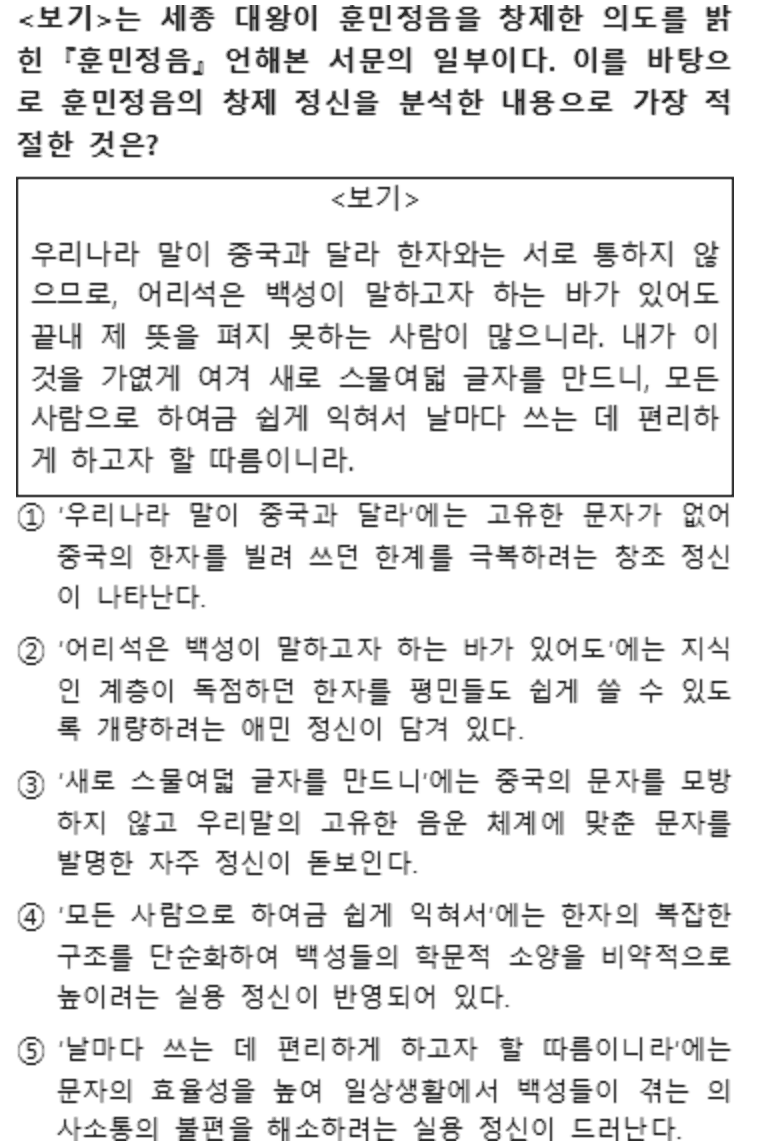 <보기>는 세종 대왕이 훈민정음을 창제한 의도를 밝
힌 『훈민정음』 언해본 서문의 일부이다. 이를 바탕으
로 훈민정음의 창제 정신을 분석한 내용으로 가장 적
절한 것은?
<보기>
우리나라 말이 중국과 달라 한자와는 서로 통하지 않
으므로, 어리석은 백성이 말하고자 하는 바가 있어도
끝내 제 뜻을 펴지 못하는 사람이 많으니라. 내가 이
것을 가엾게 여겨 새로 스물여덟 글자를 만드니, 모든
사람으로 하여금 쉽게 익혀서 날마다 쓰는 데 편리하
게 하고자 할 따름이니라.
① '우리나라 말이 중국과 달라'에는 고유한 문자가 없어
중국의 한자를 빌려 쓰던 한계를 극복하려는 창조 정신
이 나타난다.
② '어리석은 백성이 말하고자 하는 바가 있어도'에는 지식
인 계층이 독점하던 한자를 평민들도 쉽게 쓸 수 있도
록 개량하려는 애민 정신이 담겨 있다.
③ '새로 스물여덟 글자를 만드니'에는 중국의 문자를 모방
하지 않고 우리말의 고유한 음운 체계에 맞춘 문자를
발명한 자주 정신이 돋보인다.
④ '모든 사람으로 하여금 쉽게 익혀서'에는 한자의 복잡한
구조를 단순화하여 백성들의 학문적 소양을 비약적으로
높이려는 실용 정신이 반영되어 있다.
⑤ '날마다 쓰는 데 편리하게 하고자 할 따름이니라'에는
문자의 효율성을 높여 일상생활에서 백성들이 겪는 의
사소통의 불편을 해소하려는 실용 정신이 드러난다.